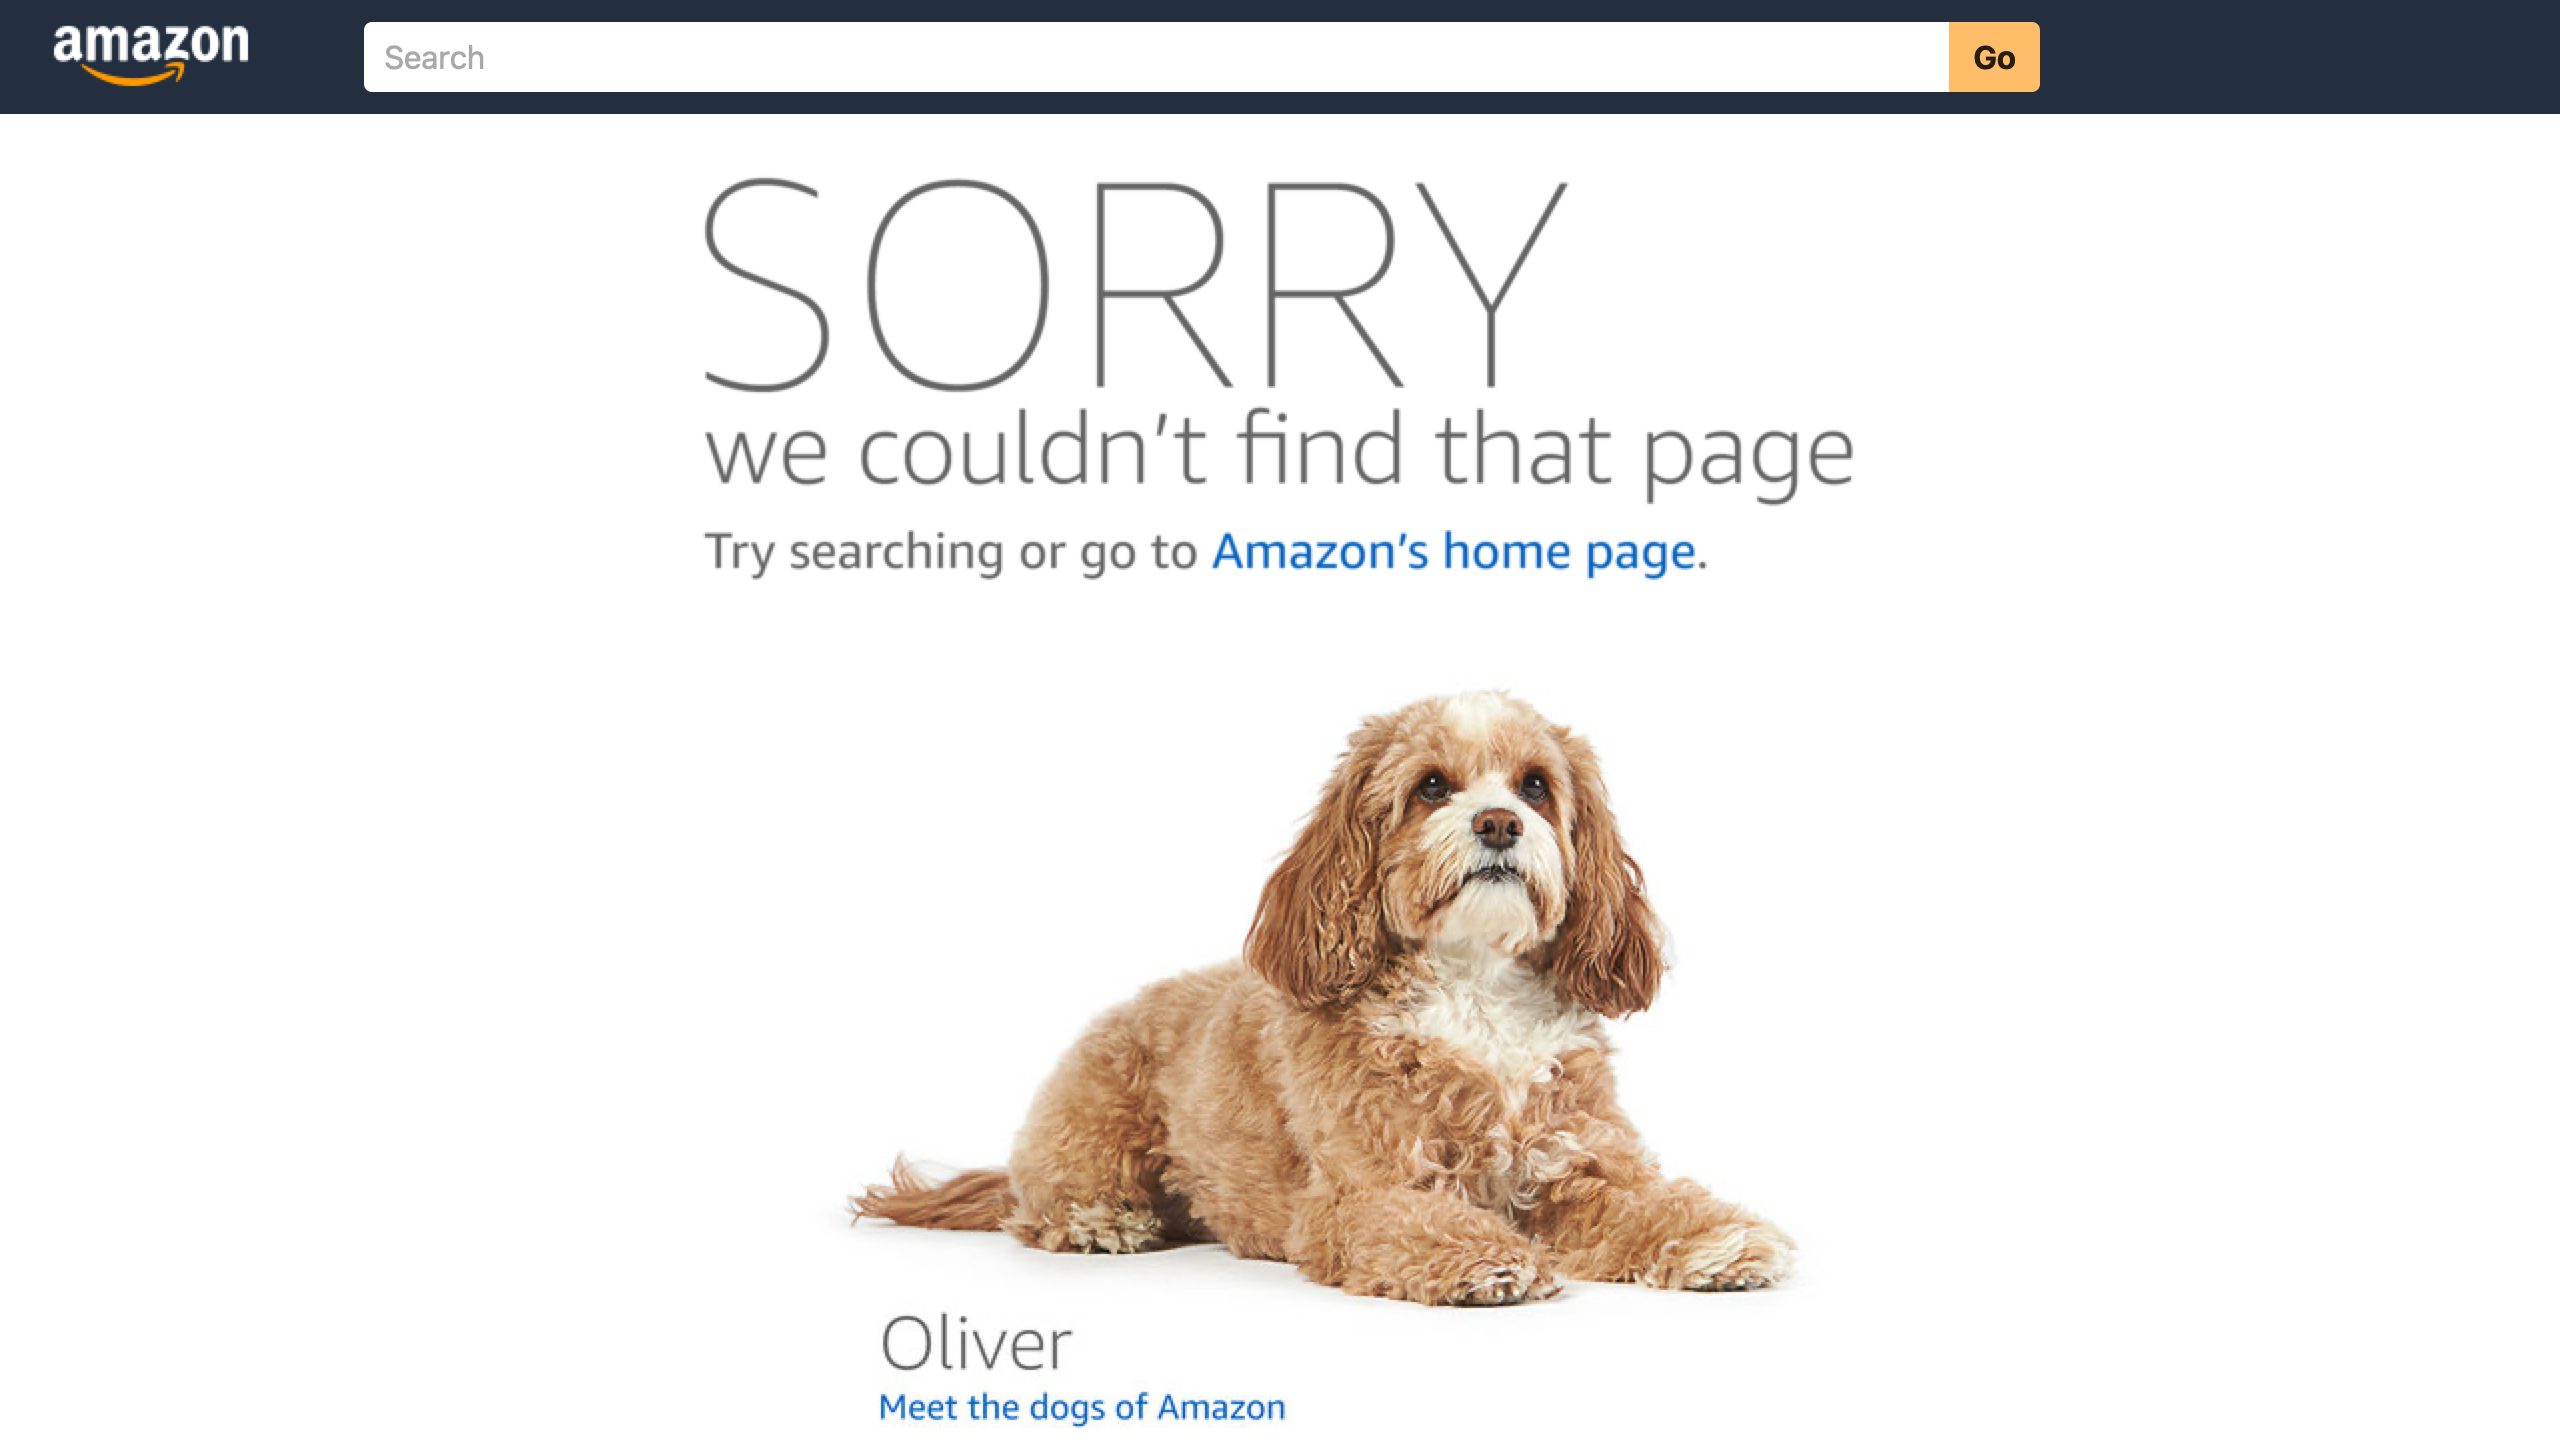 amazon
Search
Go
SORRY
we couldn’t find that page
Try searching or go to Amazon’s home page.
Oliver
Meet the dogs of Amazon